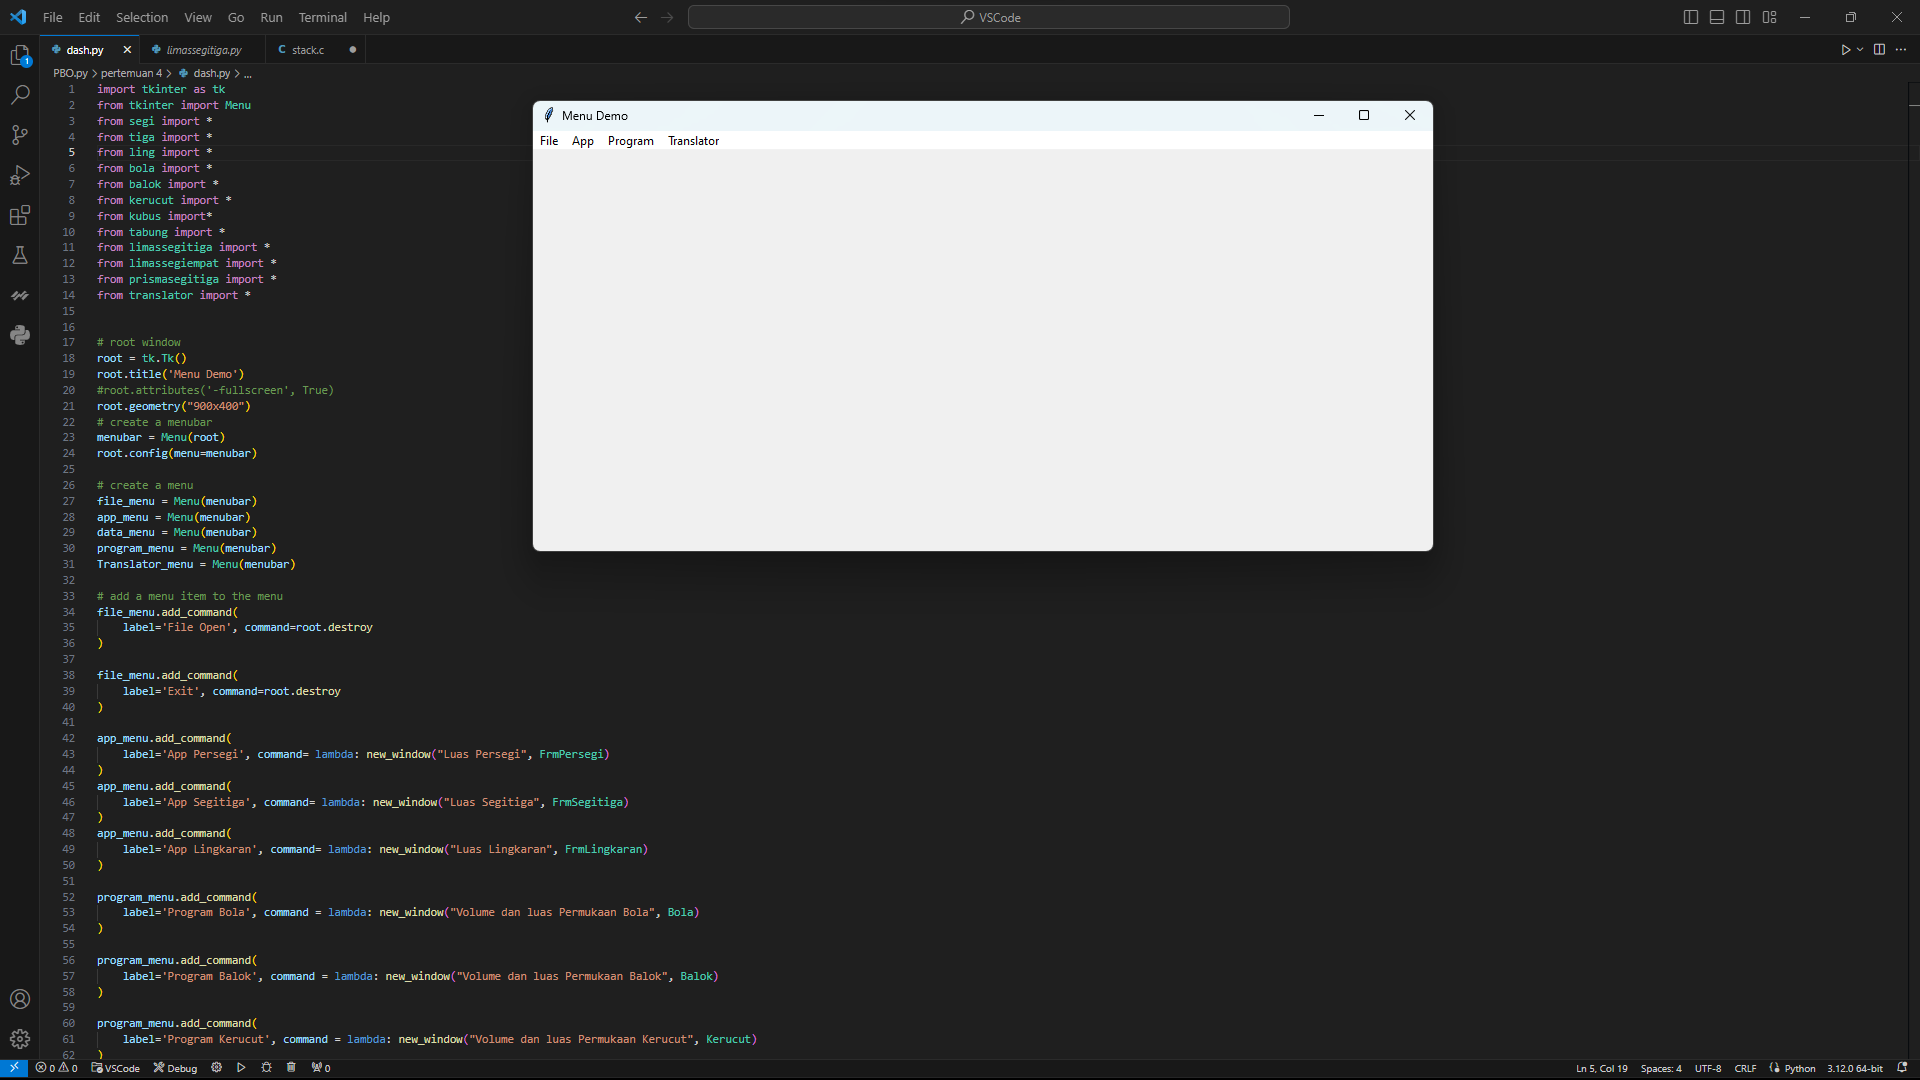 File Edit Selection View Go Run Terminal Help
VSCode
dash.py
limassegitiga.py
C stack.c
1
PBO.py > pertemuan 4 > dash.py > ...
1 import tkinter as tk
2 from tkinter import Menu
3 from segi import *
4 from tiga import *
5 from ling import *
6 from bola import *
7 from balok import *
8 from kerucut import *
9 from kubus import*
10 from tabung import *
11 from limassegitiga import *
12 from limassegiempat import *
13 from prismasegitiga import *
14 from translator import *
15
16
17 # root window
18 root = tk.Tk()
19 root.title('Menu Demo')
20 #root.attributes('-fullscreen', True)
21 root.geometry("900x400")
22 # create a menubar
23 menubar = Menu(root)
24 root.config(menu=menubar)
25
26 # create a menu
27 file_menu = Menu(menubar)
28 app_menu = Menu(menubar)
29 data_menu = Menu(menubar)
30 program_menu = Menu(menubar)
31 Translator_menu = Menu(menubar)
32
33 # add a menu item to the menu
34 file_menu.add_command(
35 label='File Open', command=root.destroy
36 )
37
38 file_menu.add_command(
39 label='Exit', command=root.destroy
40 )
41
42 app_menu.add_command(
43 label='App Persegi', command= lambda: new_window("Luas Persegi", FrmPersegi)
44 )
45 app_menu.add_command(
46 label='App Segitiga', command= lambda: new_window("Luas Segitiga", FrmSegitiga)
47 )
48 app_menu.add_command(
49 label='App Lingkaran', command= lambda: new_window("Luas Lingkaran", FrmLingkaran)
50 )
51
52 program_menu.add_command(
53 label='Program Bola', command = lambda: new_window("Volume dan luas Permukaan Bola", Bola)
54 )
55
56 program_menu.add_command(
57 label='Program Balok', command = lambda: new_window("Volume dan luas Permukaan Balok", Balok)
58 )
59
60 program_menu.add_command(
61 label='Program Kerucut', command = lambda: new_window("Volume dan luas Permukaan Kerucut", Kerucut)
62 )
Menu Demo
File App Program Translator
0 0 VSCode Debug 0
Ln 5, Col 19 Spaces: 4 UTF-8 CRLF Python 3.12.0 64-bit